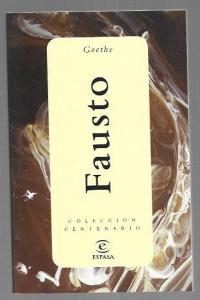 Goethe
Fausto
COLECCIÓN
CENTENARIO
E
ESPASA